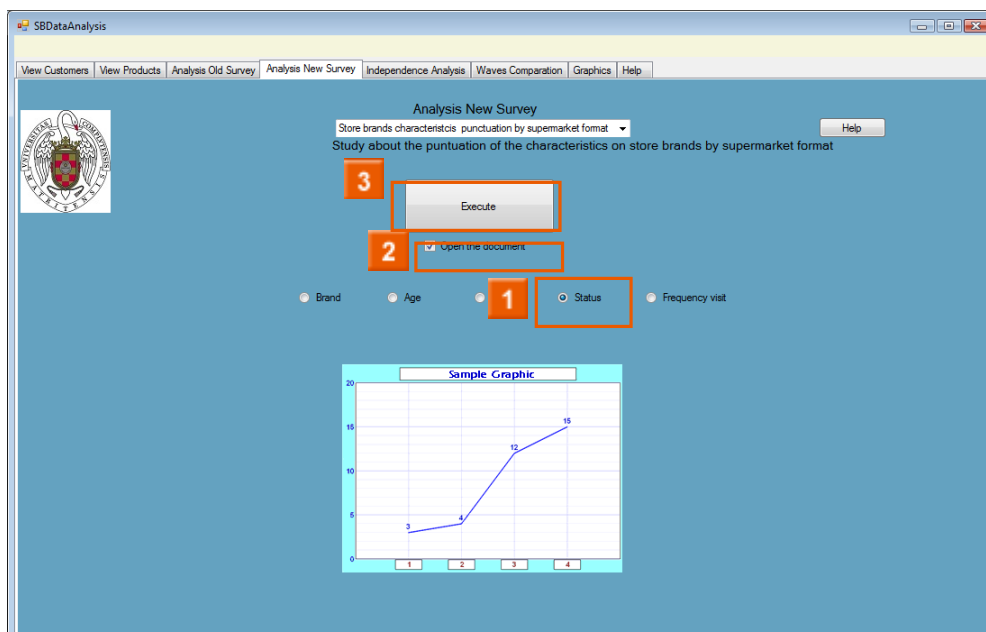 SBDataAnalysis
View Customers View Products Analysis Old Survey Analysis New Survey Independence Analysis Waves Comparation Graphics Help
Analysis New Survey
Store brands characteristcis punctuation by supermarket format
Help
Study about the puntuation of the characteristics on store brands by supermarket format
3
Execute
2
Open the document
Brand Age 1 Status Frequency visit
Sample Graphic
20
15
15
12
10
5
4
3
0
1 2 3 4